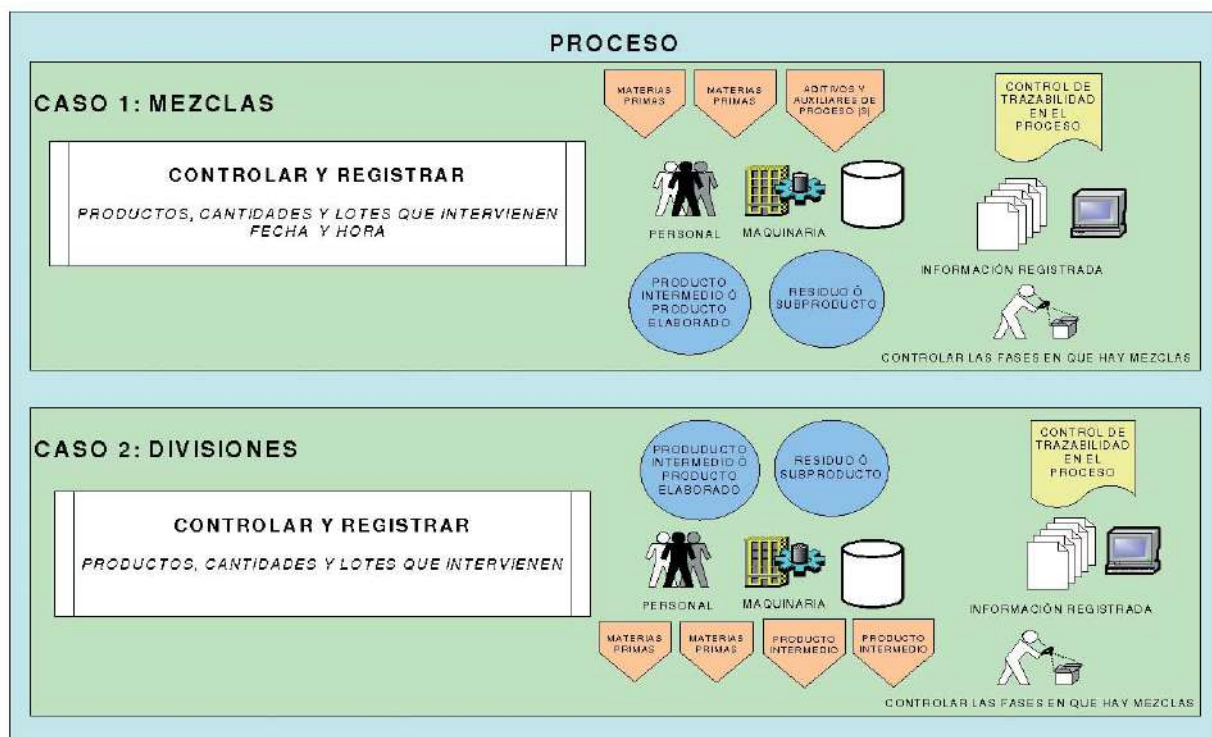 PROCESO
CASO 1: MEZCLAS
CONTROLAR Y REGISTRAR
PRODUCTOS, CANTIDADES Y LOTES QUE INTERVIENEN
FECHA Y HORA
MATERIAS
PRIMAS
MATERIAS
PRIMAS
ADITIVOS Y
AUXILIARES DE
PROCESO (S)
PERSONAL
MAQUINARIA
PRODUCTO
INTERMEDIO Ó
PRODUCTO
ELABORADO
RESIDUO Ó
SUBPRODUCTO
CONTROL DE
TRAZABILIDAD
EN EL
PROCESO
INFORMACIÓN REGISTRADA
CONTROLAR LAS FASES EN QUE HAY MEZCLAS
CASO 2: DIVISIONES
CONTROLAR Y REGISTRAR
PRODUCTOS, CANTIDADES Y LOTES QUE INTERVIENEN
PRODUDUCTO
INTERMEDIO Ó
PRODUCTO
ELABORADO
RESIDUO Ó
SUBPRODUCTO
PERSONAL
MAQUINARIA
MATERIAS
PRIMAS
MATERIAS
PRIMAS
PRODUCTO
INTERMEDIO
PRODUCTO
INTERMEDIO
CONTROL DE
TRAZABILIDAD
EN EL
PROCESO
INFORMACIÓN REGISTRADA
CONTROLAR LAS FASES EN QUE HAY MEZCLAS